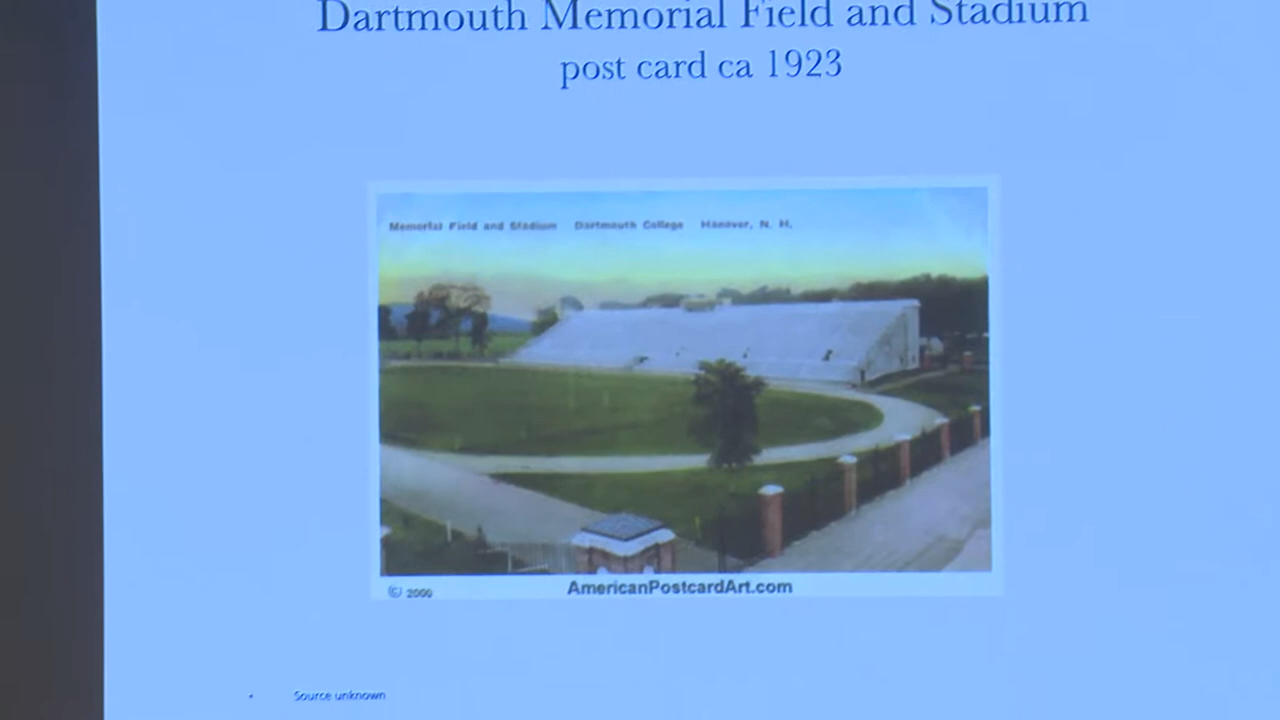 Dartmouth Memorial Field and Stadium
post card ca 1923
Memorial Field and Stadium Dartmouth College Hanover, N. H.
© 2000 AmericanPostcardArt.com
• Source unknown